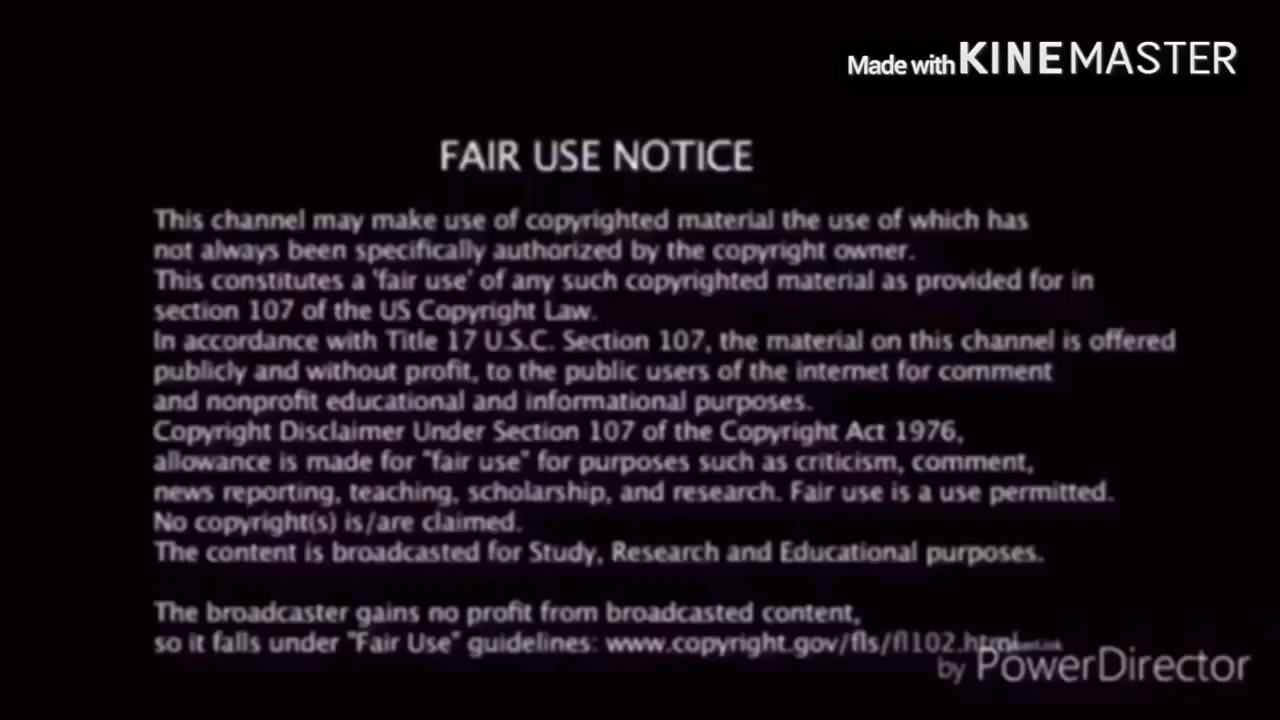 Made with KINEMASTER
FAIR USE NOTICE
This channel may make use of copyrighted material the use of which has
not always been specifically authorized by the copyright owner.
This constitutes a 'fair use' of any such copyrighted material as provided for in
section 107 of the US Copyright Law.
In accordance with Title 17 U.S.C. Section 107, the material on this channel is offered
publicly and without profit, to the public users of the internet for comment
and nonprofit educational and informational purposes.
Copyright Disclaimer Under Section 107 of the Copyright Act 1976,
allowance is made for "fair use" for purposes such as criticism, comment,
news reporting, teaching, scholarship, and research. Fair use is a use permitted.
No copyright(s) is/are claimed.
The content is broadcasted for Study, Research and Educational purposes.
The broadcaster gains no profit from broadcasted content,
so it falls under "Fair Use" guidelines: www.copyright.gov/fls/fl102.html
by PowerDirector